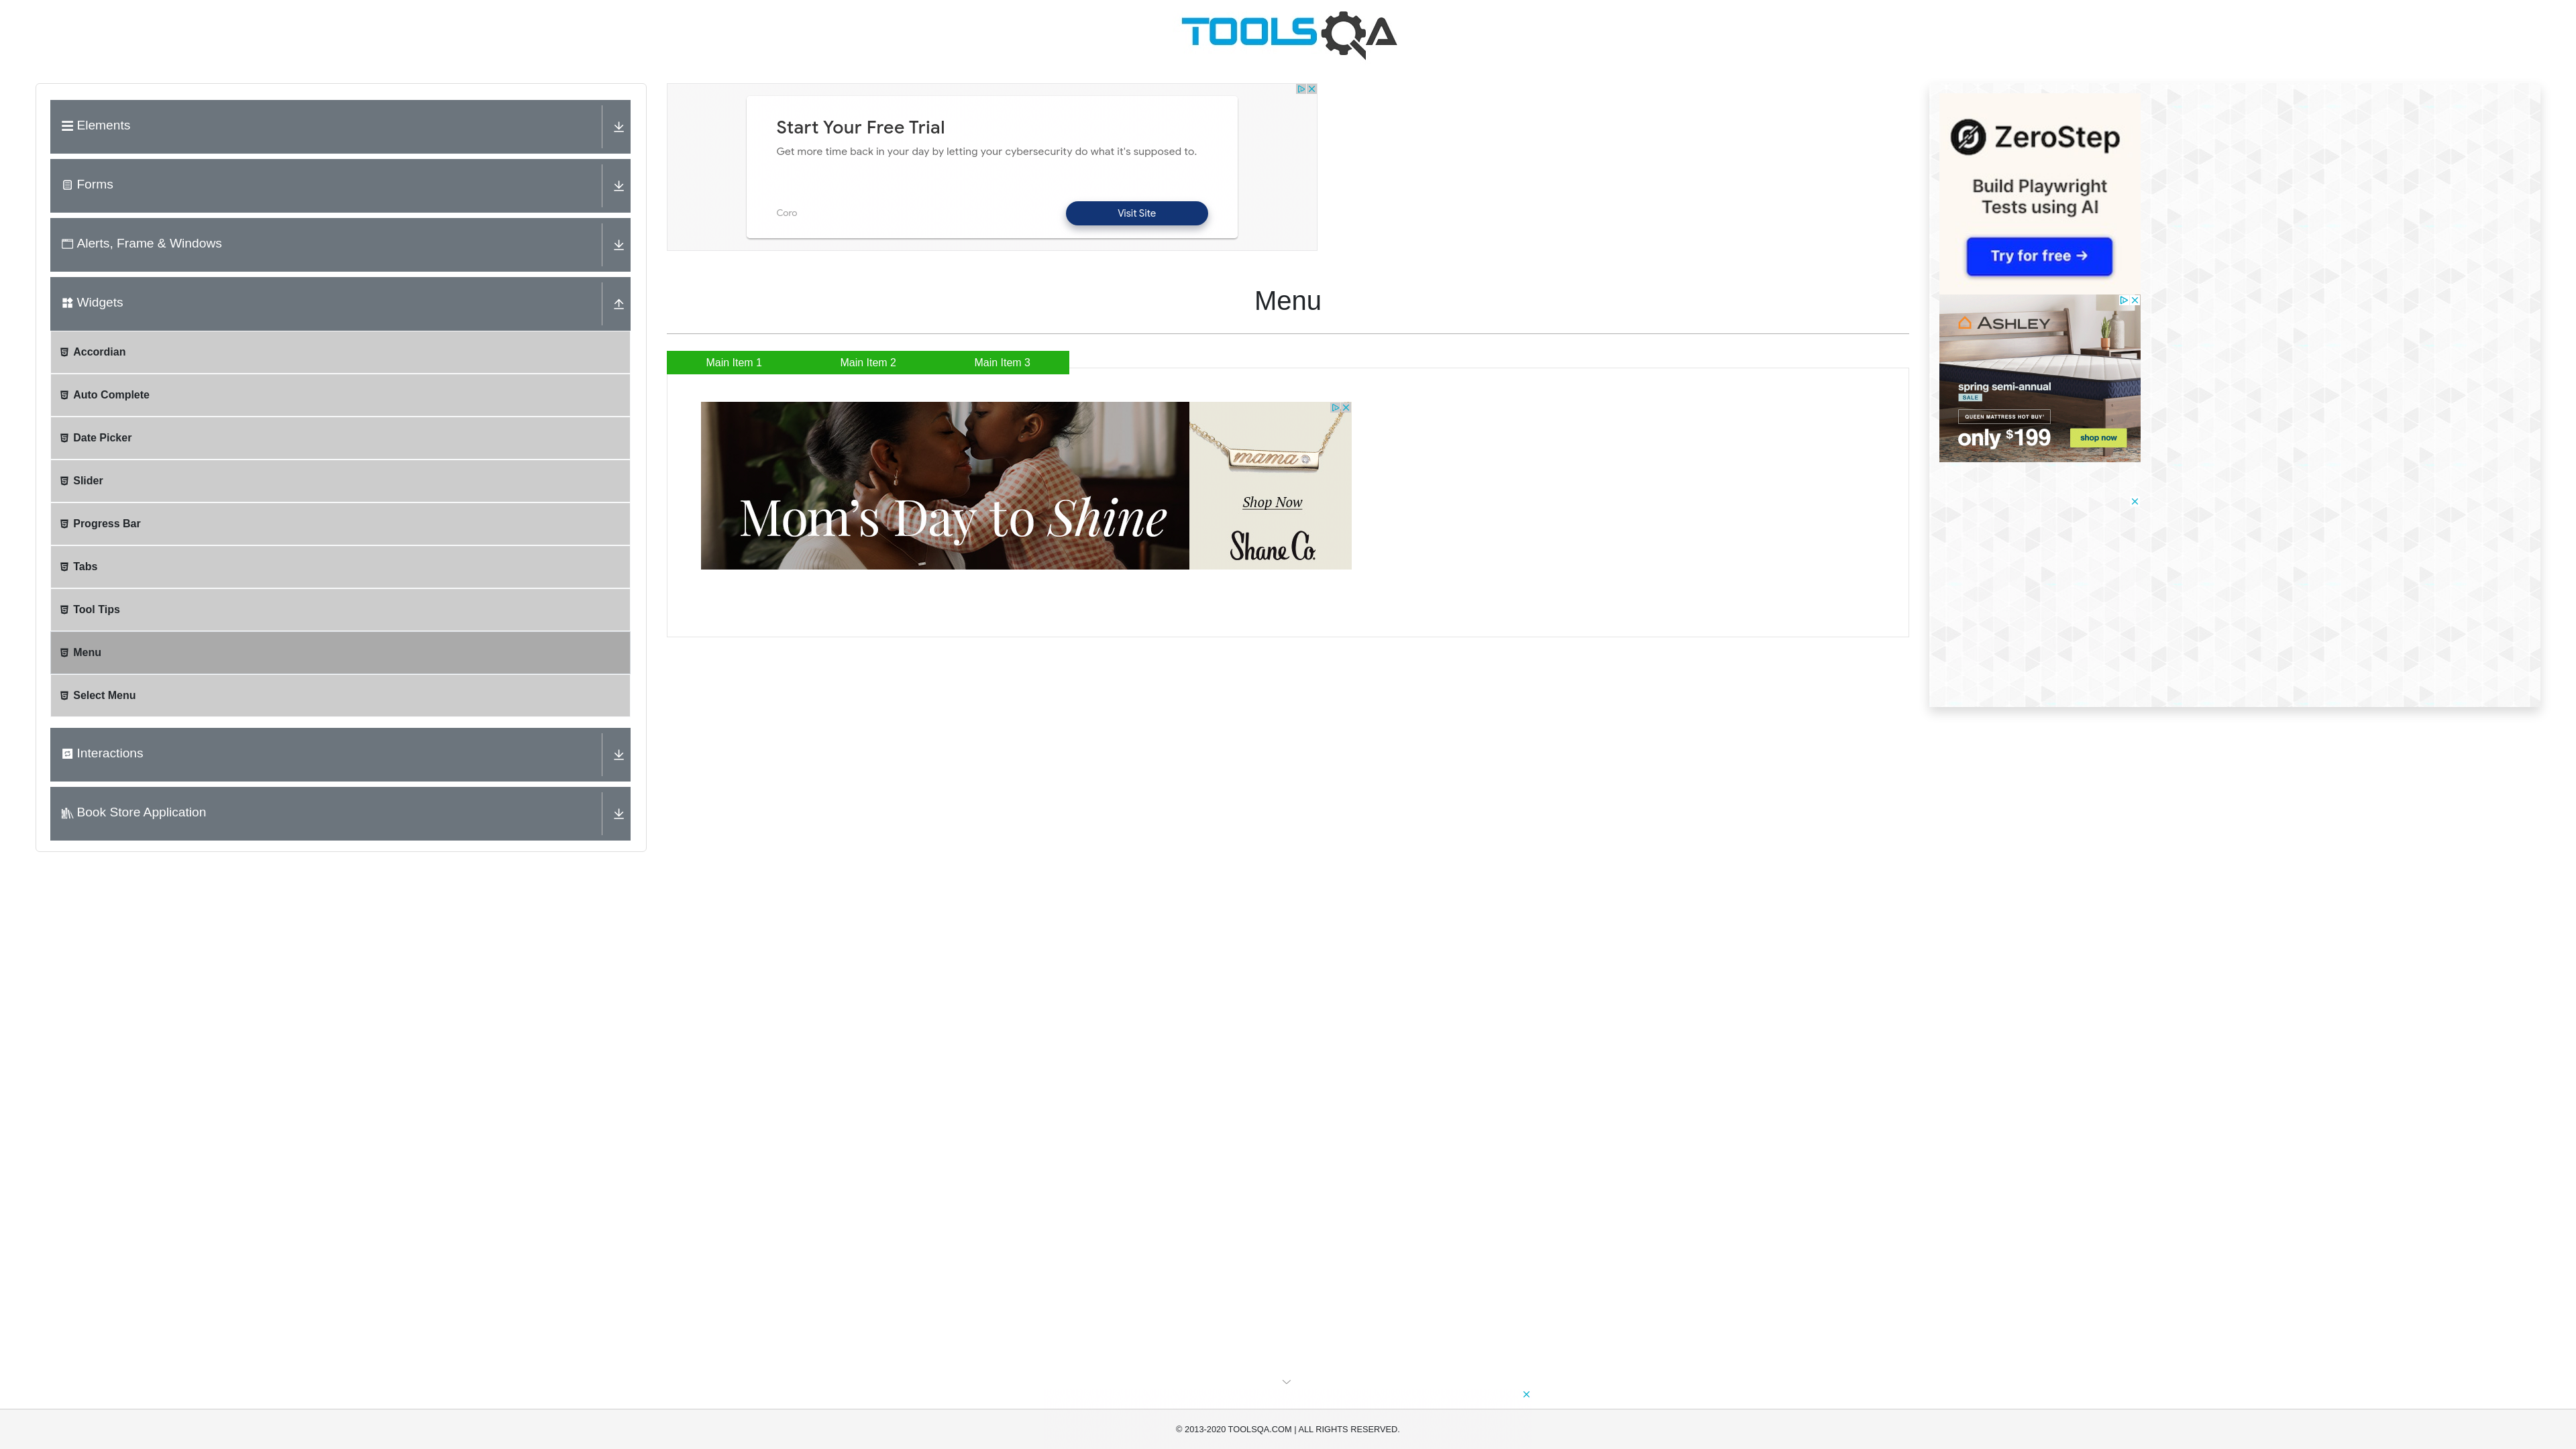 TOOLSQA
Elements
Forms
Alerts, Frame & Windows
Widgets
Accordian
Auto Complete
Date Picker
Slider
Progress Bar
Tabs
Tool Tips
Menu
Select Menu
Interactions
Book Store Application
Start Your Free Trial
Get more time back in your day by letting your cybersecurity do what it's supposed to.
Coro
Visit Site
Menu
Main Item 1
Main Item 2
Main Item 3
Mom's Day to Shine
mama
Shop Now
Shane Co.
ZeroStep
Build Playwright
Tests using AI
Try for free →
ASHLEY
spring semi-annual
SALE
QUEEN MATTRESS HOT BUY*
only $199
shop now
© 2013-2020 TOOLSQA.COM | ALL RIGHTS RESERVED.